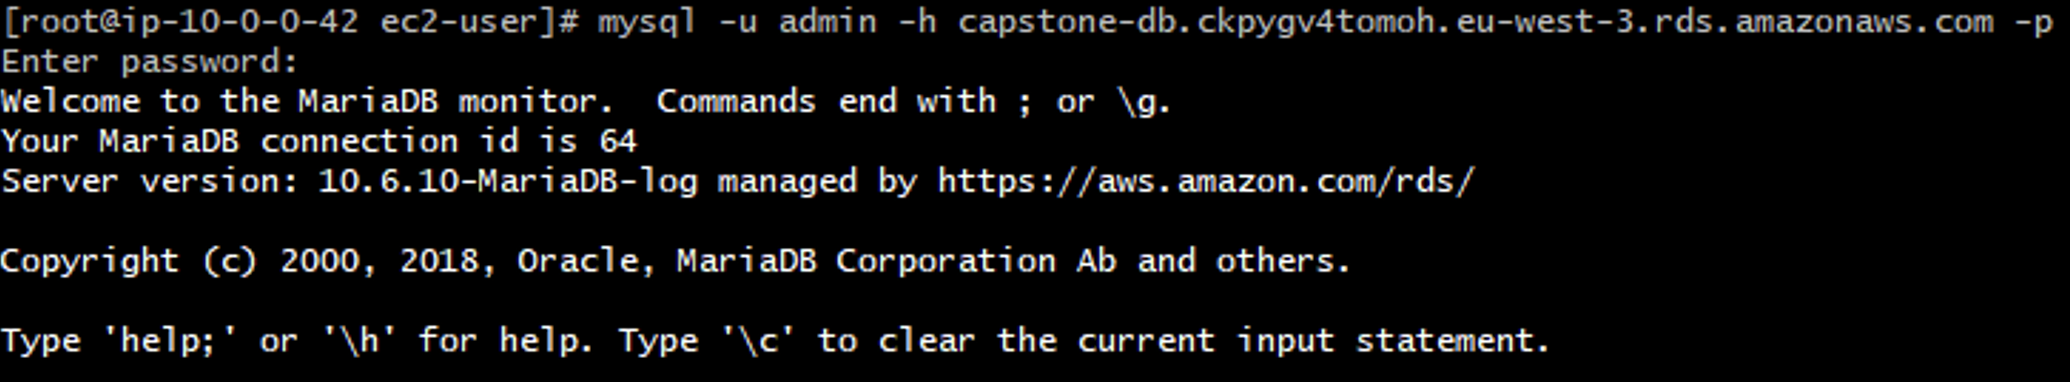 [root@ip-10-0-0-42 ec2-user]# mysql -u admin -h capstone-db.ckpygv4tomoh.eu-west-3.rds.amazonaws.com -p
Enter password:
Welcome to the MariaDB monitor.  Commands end with ; or \g.
Your MariaDB connection id is 64
Server version: 10.6.10-MariaDB-log managed by https://aws.amazon.com/rds/
Copyright (c) 2000, 2018, Oracle, MariaDB Corporation Ab and others.
Type 'help;' or '\h' for help. Type '\c' to clear the current input statement.